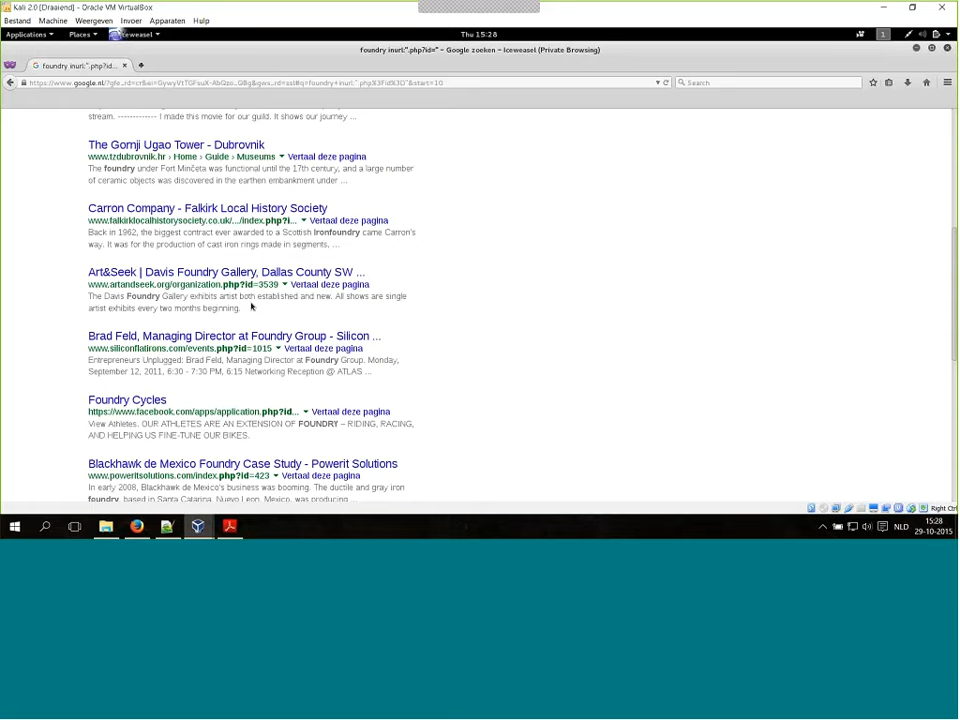 Kali 2.0 [Draaiend] - Oracle VM VirtualBox
Bestand Machine Weergeven Invoer Apparaten Hulp
Applications Places Iceweasel Thu 15:28 1
foundry inurl:".php?id=" - Google zoeken - Iceweasel (Private Browsing)
foundry inurl:".php?id...
Search
stream. ------------- I made this movie for our guild. It shows our journey ...
The Gornji Ugao Tower - Dubrovnik
www.tzdubrovnik.hr › Home › Guide › Museums Vertaal deze pagina
The foundry under Fort Minčeta was functional until the 17th century, and a large number
of ceramic objects was discovered in the earthen embankment under ...
Carron Company - Falkirk Local History Society
www.falkirklocalhistorysociety.co.uk/.../index.php?i... Vertaal deze pagina
Back in 1962, the biggest contract ever awarded to a Scottish Ironfoundry came Carron's
way. It was for the production of cast iron rings made in segments, ...
Art&Seek | Davis Foundry Gallery, Dallas County SW ...
www.artandseek.org/organization.php?id=3539 Vertaal deze pagina
The Davis Foundry Gallery exhibits artist both established and new. All shows are single
artist exhibits every two months beginning.
Brad Feld, Managing Director at Foundry Group - Silicon ...
www.siliconflatirons.com/events.php?id=1015 Vertaal deze pagina
Entrepreneurs Unplugged: Brad Feld, Managing Director at Foundry Group. Monday,
September 12, 2011, 6:30 - 7:30 PM, 6:15 Networking Reception @ ATLAS ...
Foundry Cycles
https://www.facebook.com/apps/application.php?id... Vertaal deze pagina
View Athletes. OUR ATHLETES ARE AN EXTENSION OF FOUNDRY – RIDING, RACING,
AND HELPING US FINE-TUNE OUR BIKES.
Blackhawk de Mexico Foundry Case Study - Powerit Solutions
www.poweritsolutions.com/index.php?id=423 Vertaal deze pagina
In early 2008, Blackhawk de Mexico's business was booming. The ductile and gray iron
foundry, based in Santa Catarina, Nuevo Leon, Mexico, was producing ...
Right Ctrl
NLD
15:28
29-10-2015